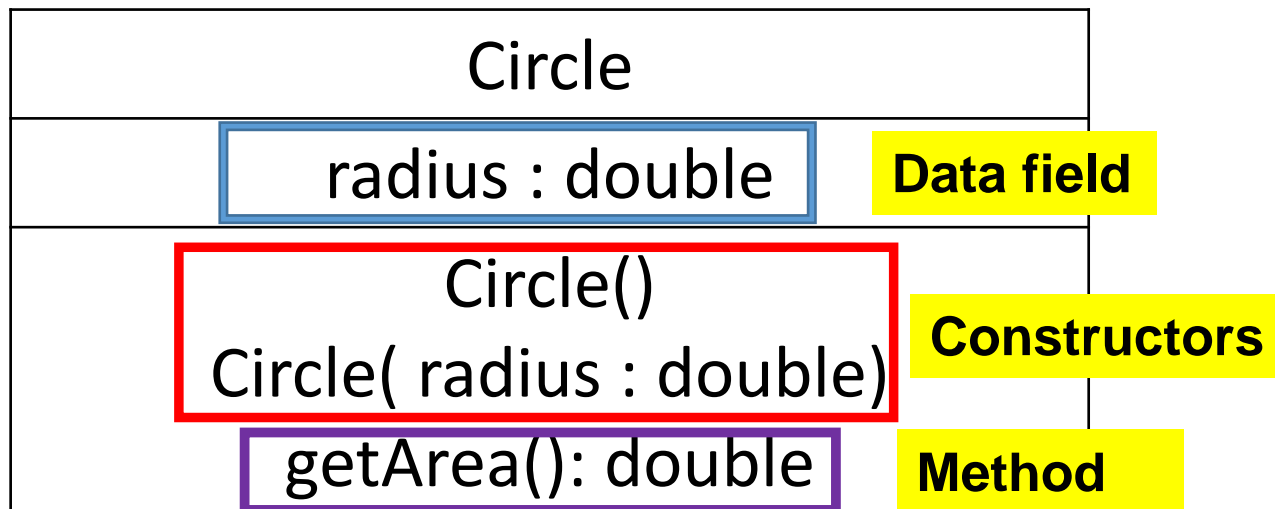 Circle
radius : double
Data field
Circle()
Circle( radius : double)
Constructors
getArea(): double
Method